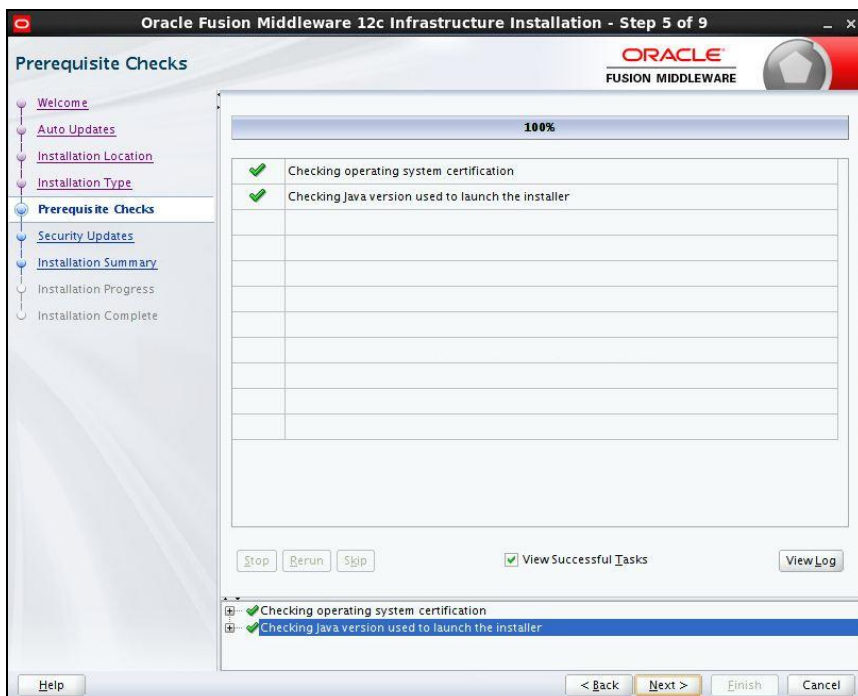 Oracle Fusion Middleware 12c Infrastructure Installation - Step 5 of 9
Prerequisite Checks
ORACLE
FUSION MIDDLEWARE
Welcome
Auto Updates
Installation Location
Installation Type
Prerequisite Checks
Security Updates
Installation Summary
Installation Progress
Installation Complete
100%
Checking operating system certification
Checking Java version used to launch the installer
Stop Rerun Skip View Successful Tasks View Log
Checking operating system certification
Checking Java version used to launch the installer
Help < Back Next > Finish Cancel